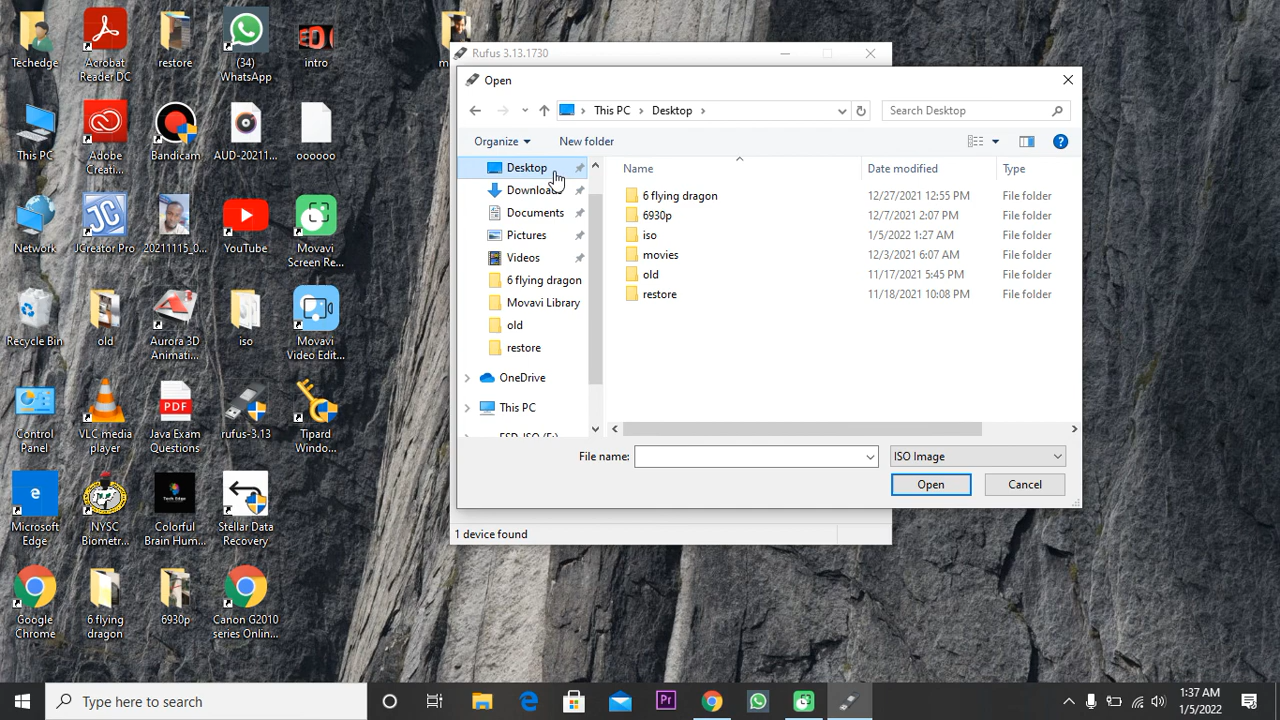 Techedge
Acrobat
Reader DC
restore
(34)
WhatsApp
intro
This PC
Adobe
Creati...
Bandicam
AUD-20211...
oooooo
Network
JCreator Pro
20211115_0...
YouTube
Movavi
Screen Re...
Recycle Bin
old
Aurora 3D
Animati...
iso
Movavi
Video Edit...
Control
Panel
VLC media
player
PDF
Java Exam
Questions
rufus-3.13
Tipard
Windo...
Microsoft
Edge
NYSC
Biometr...
Colorful
Brain Hum...
Stellar Data
Recovery
Google
Chrome
6 flying
dragon
6930p
Canon G2010
series Onlin...
Rufus 3.13.1730
Open
This PC
Desktop
Search Desktop
Organize
New folder
Desktop
Downloads
Documents
Pictures
Videos
6 flying dragon
Movavi Library
old
restore
OneDrive
This PC
Name
Date modified
Type
6 flying dragon 12/27/2021 12:55 PM File folder
6930p 12/7/2021 2:07 PM File folder
iso 1/5/2022 1:27 AM File folder
movies 12/3/2021 6:07 AM File folder
old 11/17/2021 5:45 PM File folder
restore 11/18/2021 10:08 PM File folder
File name:
ISO Image
Open
Cancel
1 device found
Type here to search
Pr
1:37 AM
1/5/2022